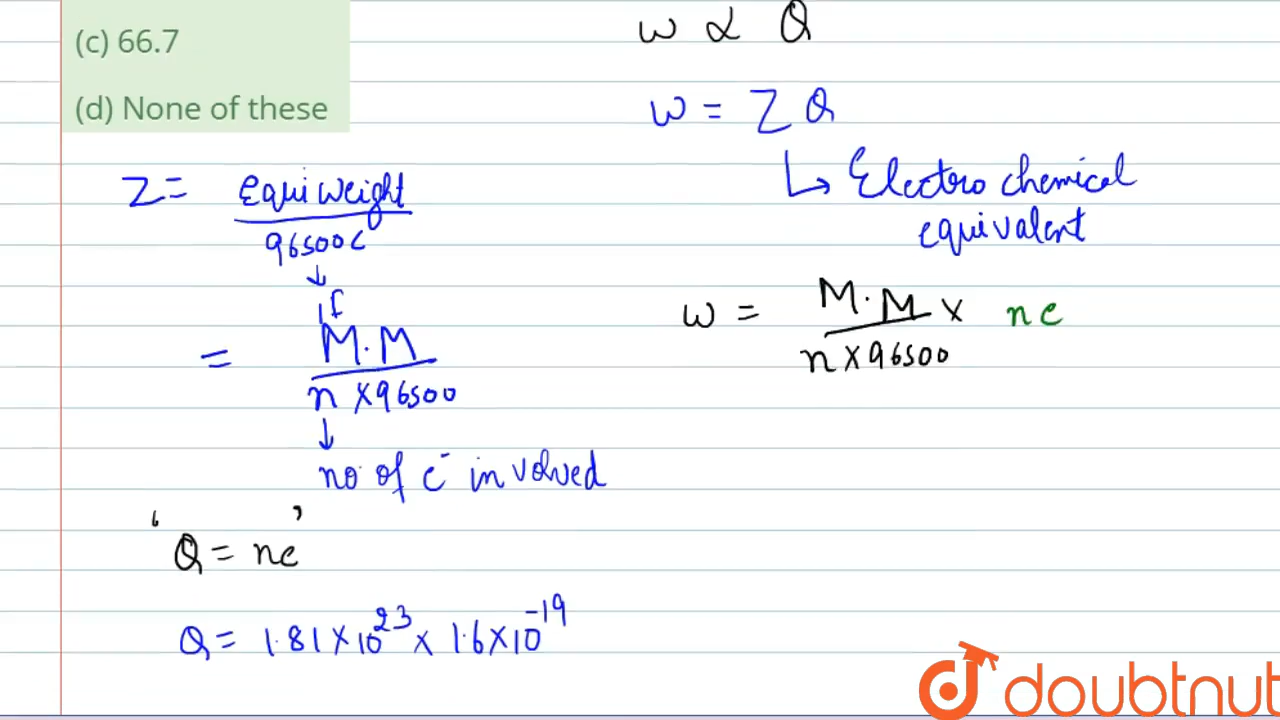 (c) 66.7
(d) None of these
w ∝ Q
w = Z Q
↳ Electro chemical
equivalent
Z = equi weight
96500C
↓
1F
= M.M
n × 96500
↓
no. of e⁻ involved
w = M.M × ne
n × 96500
'Q = ne'
Q = 1.81 × 10²³ × 1.6 × 10⁻¹⁹
doubtnut